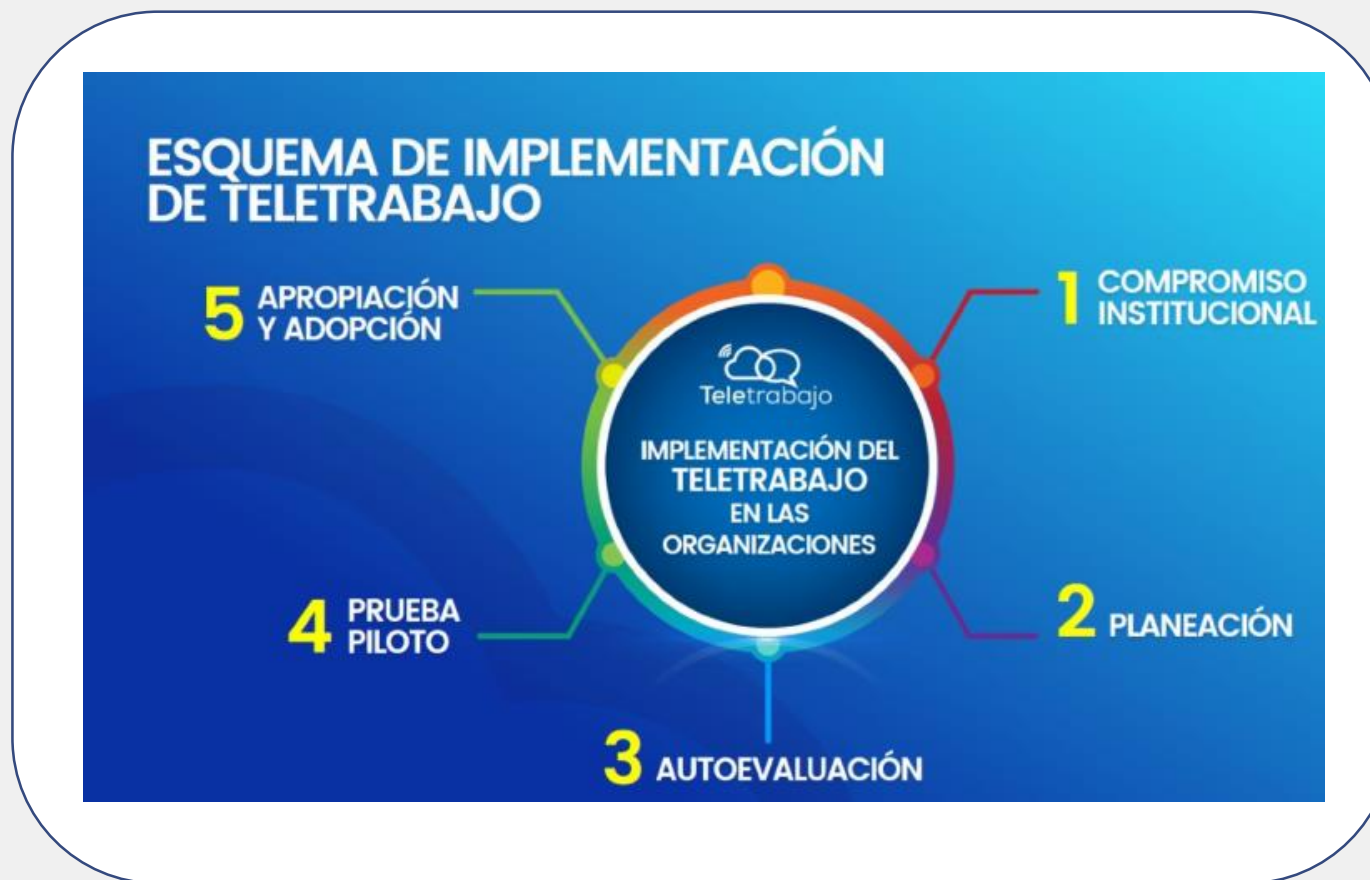 ESQUEMA DE IMPLEMENTACIÓN
DE TELETRABAJO
1 COMPROMISO
INSTITUCIONAL
2 PLANEACIÓN
3 AUTOEVALUACIÓN
4 PRUEBA
PILOTO
5 APROPIACIÓN
Y ADOPCIÓN
Teletrabajo
IMPLEMENTACIÓN DEL
TELETRABAJO
EN LAS
ORGANIZACIONES